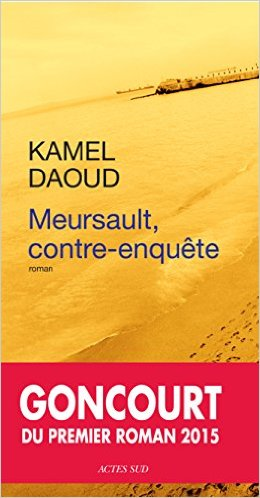 KAMEL
DAOUD
Meursault,
contre-enquête
roman
GONCOURT
DU PREMIER ROMAN 2015
ACTES SUD